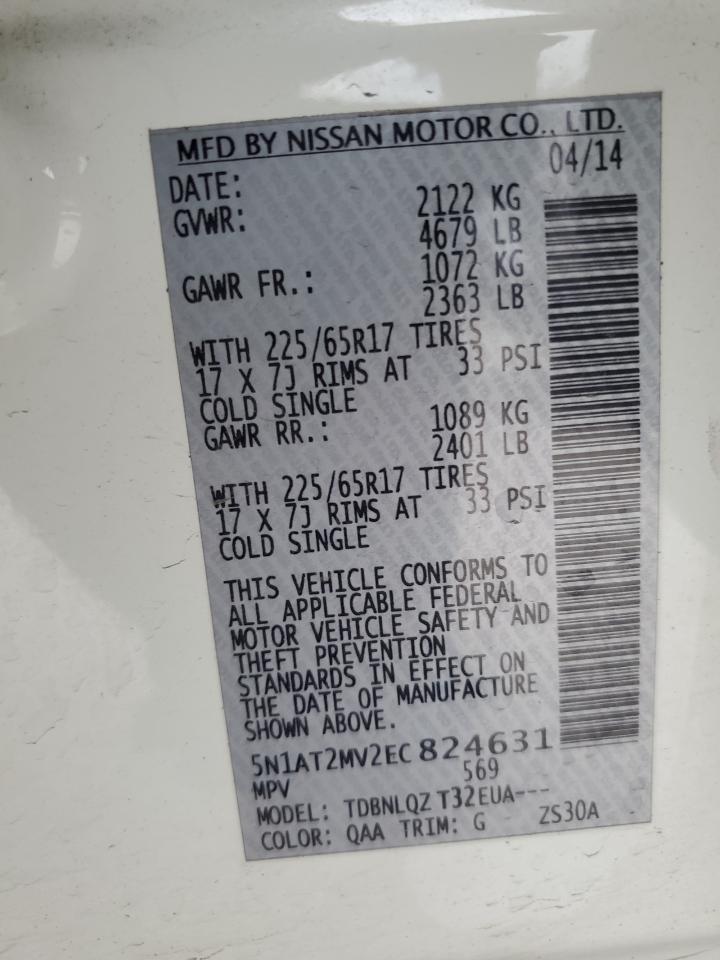 MFD BY NISSAN MOTOR CO., LTD.
DATE: 04/14
GVWR: 2122 KG
4679 LB
GAWR FR.: 1072 KG
2363 LB
WITH 225/65R17 TIRES
17 X 7J RIMS AT 33 PSI
COLD SINGLE
GAWR RR.: 1089 KG
2401 LB
WITH 225/65R17 TIRES
17 X 7J RIMS AT 33 PSI
COLD SINGLE
THIS VEHICLE CONFORMS TO
ALL APPLICABLE FEDERAL
MOTOR VEHICLE SAFETY AND
THEFT PREVENTION
STANDARDS IN EFFECT ON
THE DATE OF MANUFACTURE
SHOWN ABOVE.
5N1AT2MV2EC824631
MPV 569
MODEL: TDBNLQZ T32EUA---
COLOR: QAA TRIM: G ZS30A